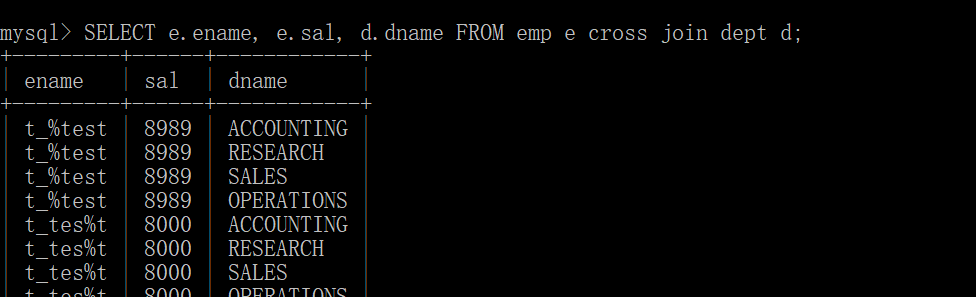 mysql> SELECT e.ename, e.sal, d.dname FROM emp e cross join dept d;
+----------+------+------------+
| ename | sal | dname |
+----------+------+------------+
| t_%test | 8989 | ACCOUNTING |
| t_%test | 8989 | RESEARCH |
| t_%test | 8989 | SALES |
| t_%test | 8989 | OPERATIONS |
| t_tes%t | 8000 | ACCOUNTING |
| t_tes%t | 8000 | RESEARCH |
| t_tes%t | 8000 | SALES |
| t_tes%t | 8000 | OPERATIONS |